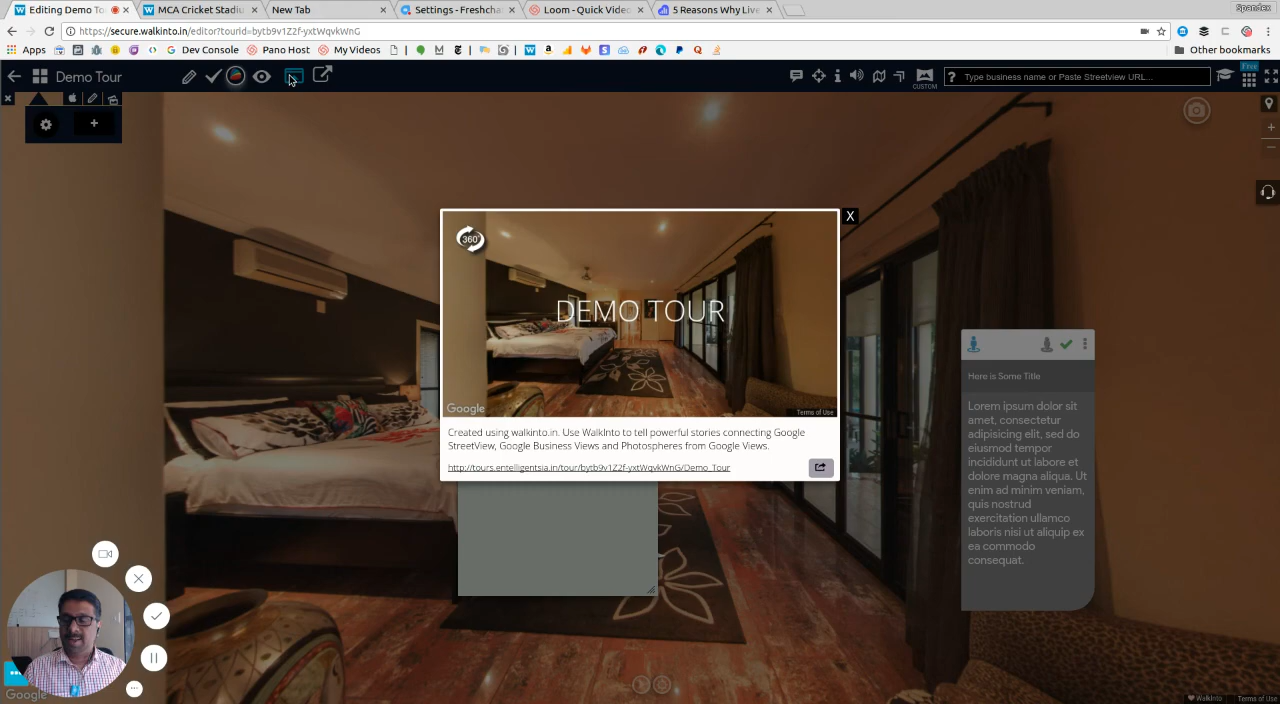 Editing Demo To
MCA Cricket Stadiu
New Tab
Settings - Freshcha
Loom - Quick Video
5 Reasons Why Live
Spandex
https://secure.walkinto.in/editor?tourid=bytb9v1Z2f-yxtWqvkWnG
Apps
Dev Console
Pano Host
My Videos
Other bookmarks
Demo Tour
CUSTOM
? Type business name or Paste Streetview URL...
Free
X
360°
DEMO TOUR
Google
Terms of Use
Created using walkinto.in. Use WalkInto to tell powerful stories connecting Google
StreetView, Google Business Views and Photospheres from Google Views.
http://tours.entelligentsia.in/tour/bytb9v1Z2f-yxtWqvkWnG/Demo_Tour
Here is Some Title
Lorem ipsum dolor sit
amet, consectetur
adipisicing elit, sed do
eiusmod tempor
incididunt ut labore et
dolore magna aliqua. Ut
enim ad minim veniam,
quis nostrud
exercitation ullamco
laboris nisi ut aliquip ex
ea commodo
consequat.
Google
WalkInto
Terms of Use